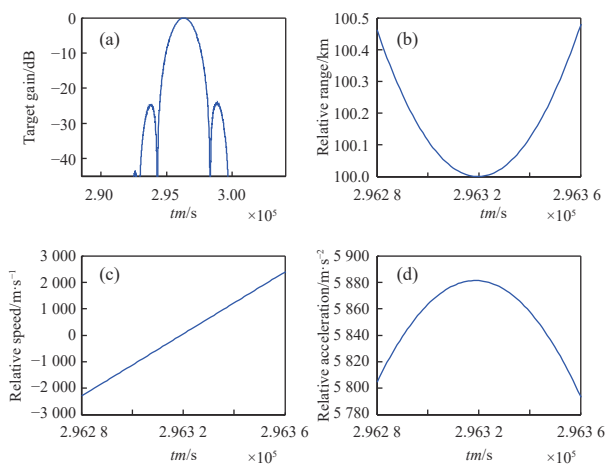 (a)
Target gain/dB
0
−10
−20
−30
−40
2.90 2.95 3.00
tm/s ×10⁵
(b)
Relative range/km
100.5
100.4
100.3
100.2
100.1
100.0
2.962 8 2.963 2 2.963 6
tm/s ×10⁵
(c)
Relative speed/m·s⁻¹
3 000
2 000
1 000
0
−1 000
−2 000
−3 000
2.962 8 2.963 2 2.963 6
tm/s ×10⁵
(d)
Relative acceleration/m·s⁻²
5 900
5 880
5 860
5 840
5 820
5 800
5 780
2.962 8 2.963 2 2.963 6
tm/s ×10⁵